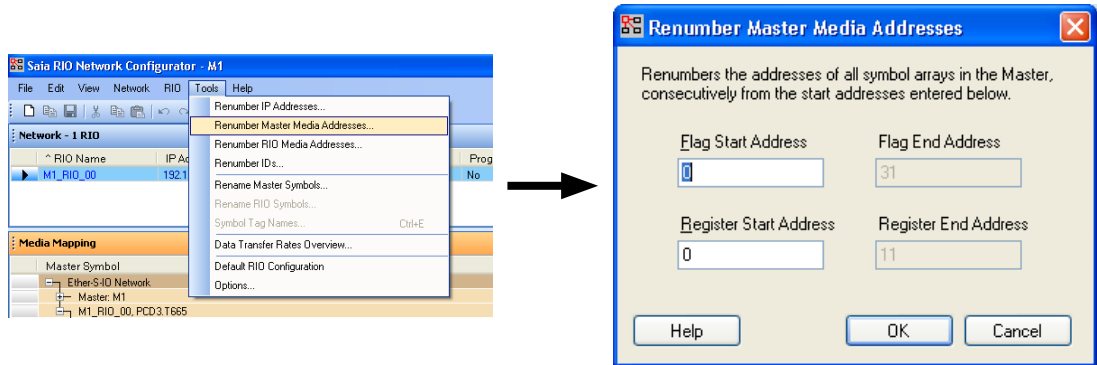 Saia RIO Network Configurator - M1
File Edit View Network RIO Tools Help
Network - 1 RIO
^ RIO Name IP Ad Prog
M1_RIO_00 192.1 No
Renumber IP Addresses...
Renumber Master Media Addresses...
Renumber RIO Media Addresses...
Renumber IDs...
Rename Master Symbols...
Rename RIO Symbols...
Symbol Tag Names... Ctrl+E
Data Transfer Rates Overview...
Default RIO Configuration
Options...
Media Mapping
Master Symbol
Ether-S-IO Network
Master: M1
M1_RIO_00, PCD3.T665
Renumber Master Media Addresses
Renumbers the addresses of all symbol arrays in the Master,
consecutively from the start addresses entered below.
Flag Start Address Flag End Address
0 31
Register Start Address Register End Address
0 11
Help OK Cancel